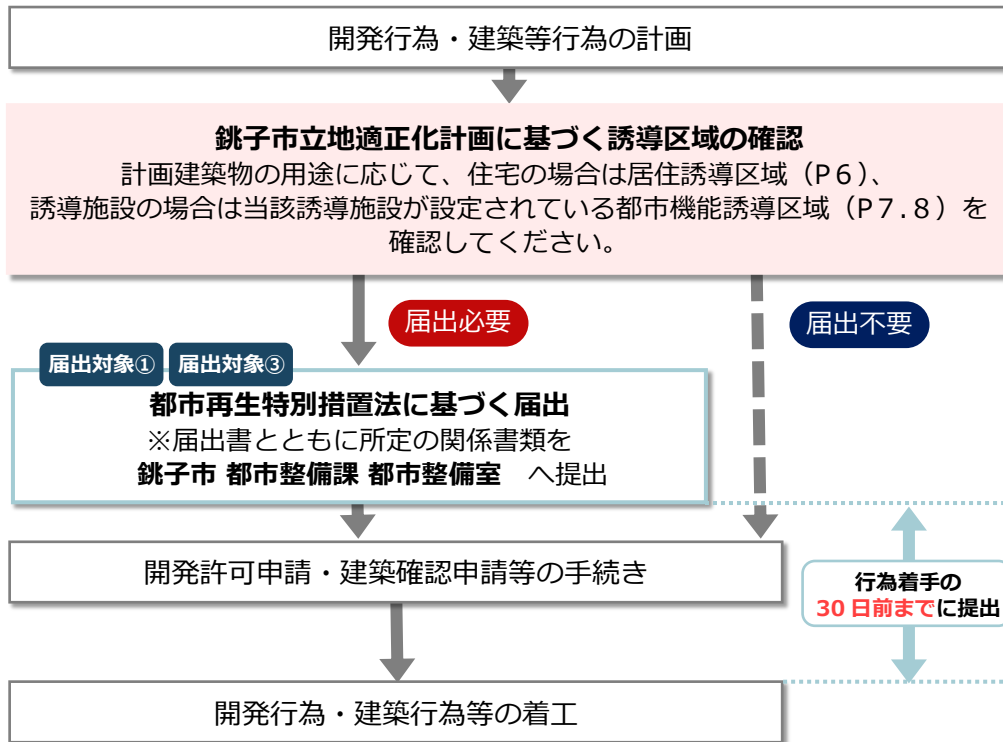 開発行為・建築等行為の計画
銚子市立地適正化計画に基づく誘導区域の確認
計画建築物の用途に応じて、住宅の場合は居住誘導区域（P６）、
誘導施設の場合は当該誘導施設が設定されている都市機能誘導区域（P７.８）を
確認してください。
届出必要
届出不要
届出対象①
届出対象③
都市再生特別措置法に基づく届出
※届出書とともに所定の関係書類を
銚子市 都市整備課 都市整備室　へ提出
開発許可申請・建築確認申請等の手続き
行為着手の
30 日前までに提出
開発行為・建築行為等の着工